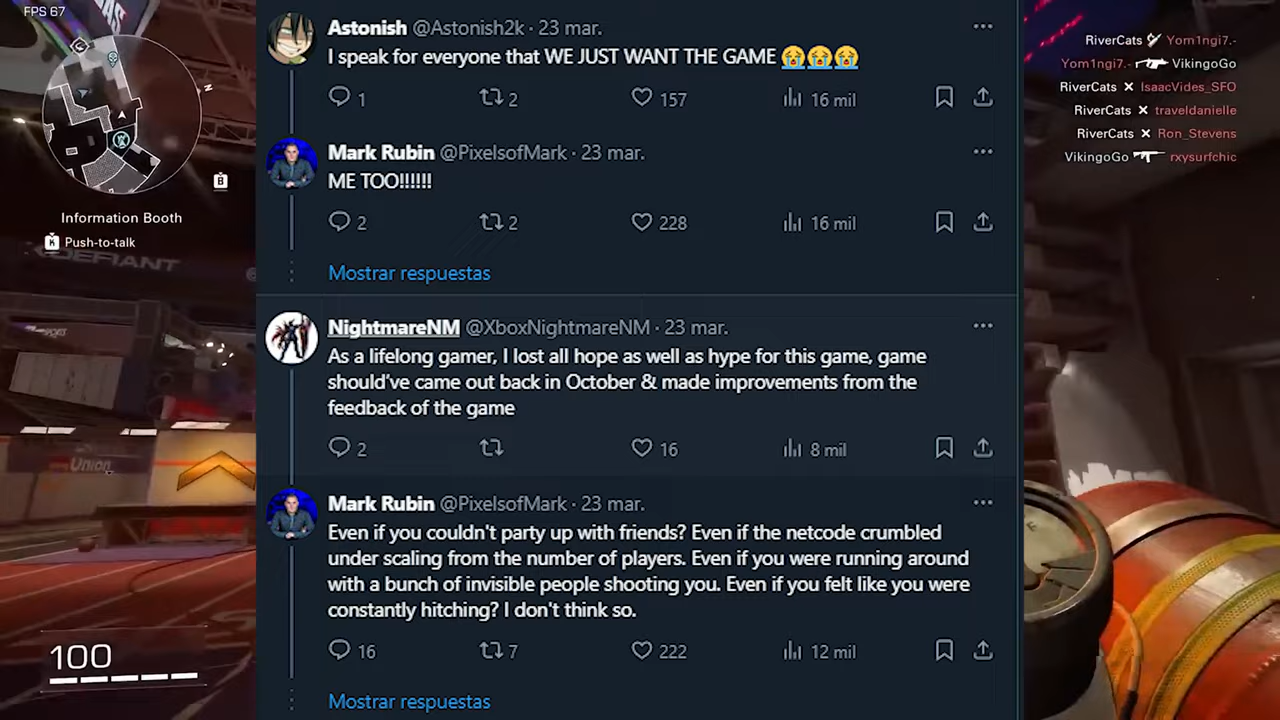 FPS 67
Information Booth
Push-to-talk
B
K
DEFIANT
Union
100
Astonish @Astonish2k · 23 mar.
I speak for everyone that WE JUST WANT THE GAME 😭😭😭
1 2 157 16 mil
Mark Rubin @PixelsofMark · 23 mar.
ME TOO!!!!!!
2 2 228 16 mil
Mostrar respuestas
NightmareNM @XboxNightmareNM · 23 mar.
As a lifelong gamer, I lost all hope as well as hype for this game, game
should've came out back in October & made improvements from the
feedback of the game
2 16 8 mil
Mark Rubin @PixelsofMark · 23 mar.
Even if you couldn't party up with friends? Even if the netcode crumbled
under scaling from the number of players. Even if you were running around
with a bunch of invisible people shooting you. Even if you felt like you were
constantly hitching? I don't think so.
16 7 222 12 mil
Mostrar respuestas
RiverCats Yom1ngi7.-
Yom1ngi7.- VikingoGo
RiverCats IsaacVides_SFO
RiverCats traveldanielle
RiverCats Ron_Stevens
VikingoGo rxysurfchic